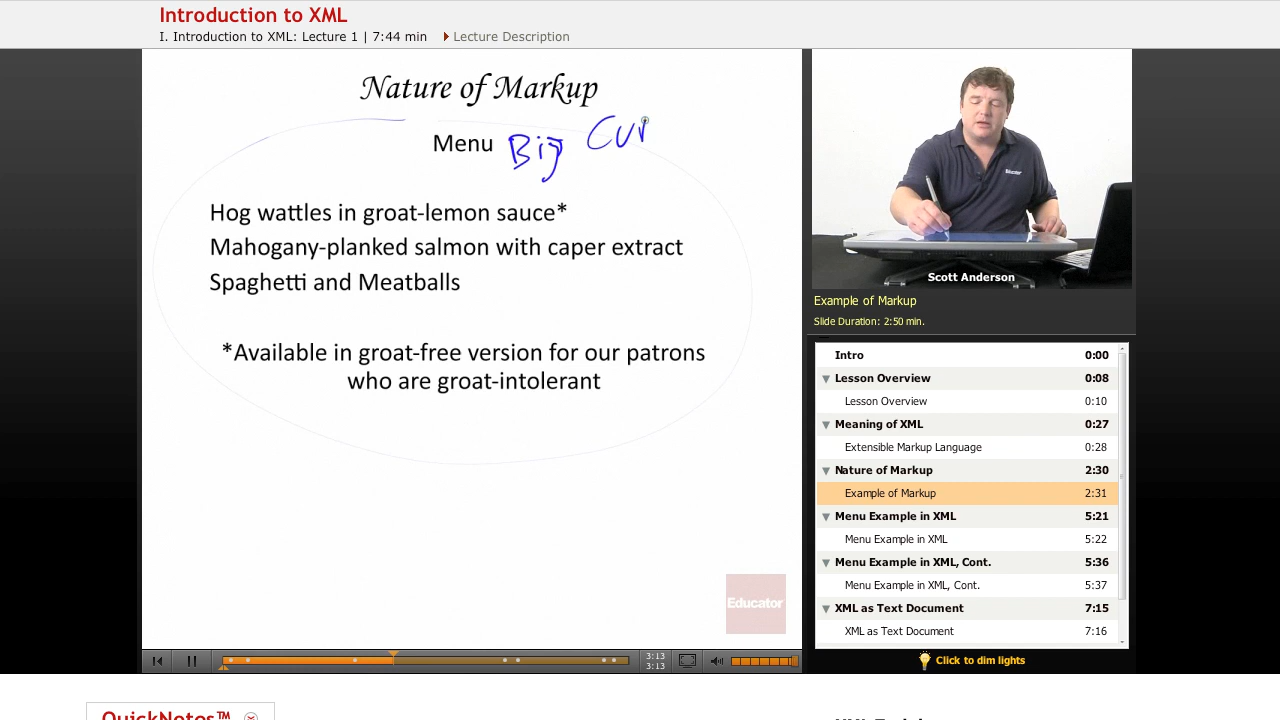 Introduction to XML
I. Introduction to XML: Lecture 1 | 7:44 min Lecture Description
Nature of Markup
Menu Big Cur
Hog wattles in groat-lemon sauce*
Mahogany-planked salmon with caper extract
Spaghetti and Meatballs
*Available in groat-free version for our patrons
who are groat-intolerant
Educator
3:13
3:13
Educator
Scott Anderson
Example of Markup
Slide Duration: 2:50 min.
Intro 0:00
Lesson Overview 0:08
Lesson Overview 0:10
Meaning of XML 0:27
Extensible Markup Language 0:28
Nature of Markup 2:30
Example of Markup 2:31
Menu Example in XML 5:21
Menu Example in XML 5:22
Menu Example in XML, Cont. 5:36
Menu Example in XML, Cont. 5:37
XML as Text Document 7:15
XML as Text Document 7:16
Click to dim lights
QuickNotes™